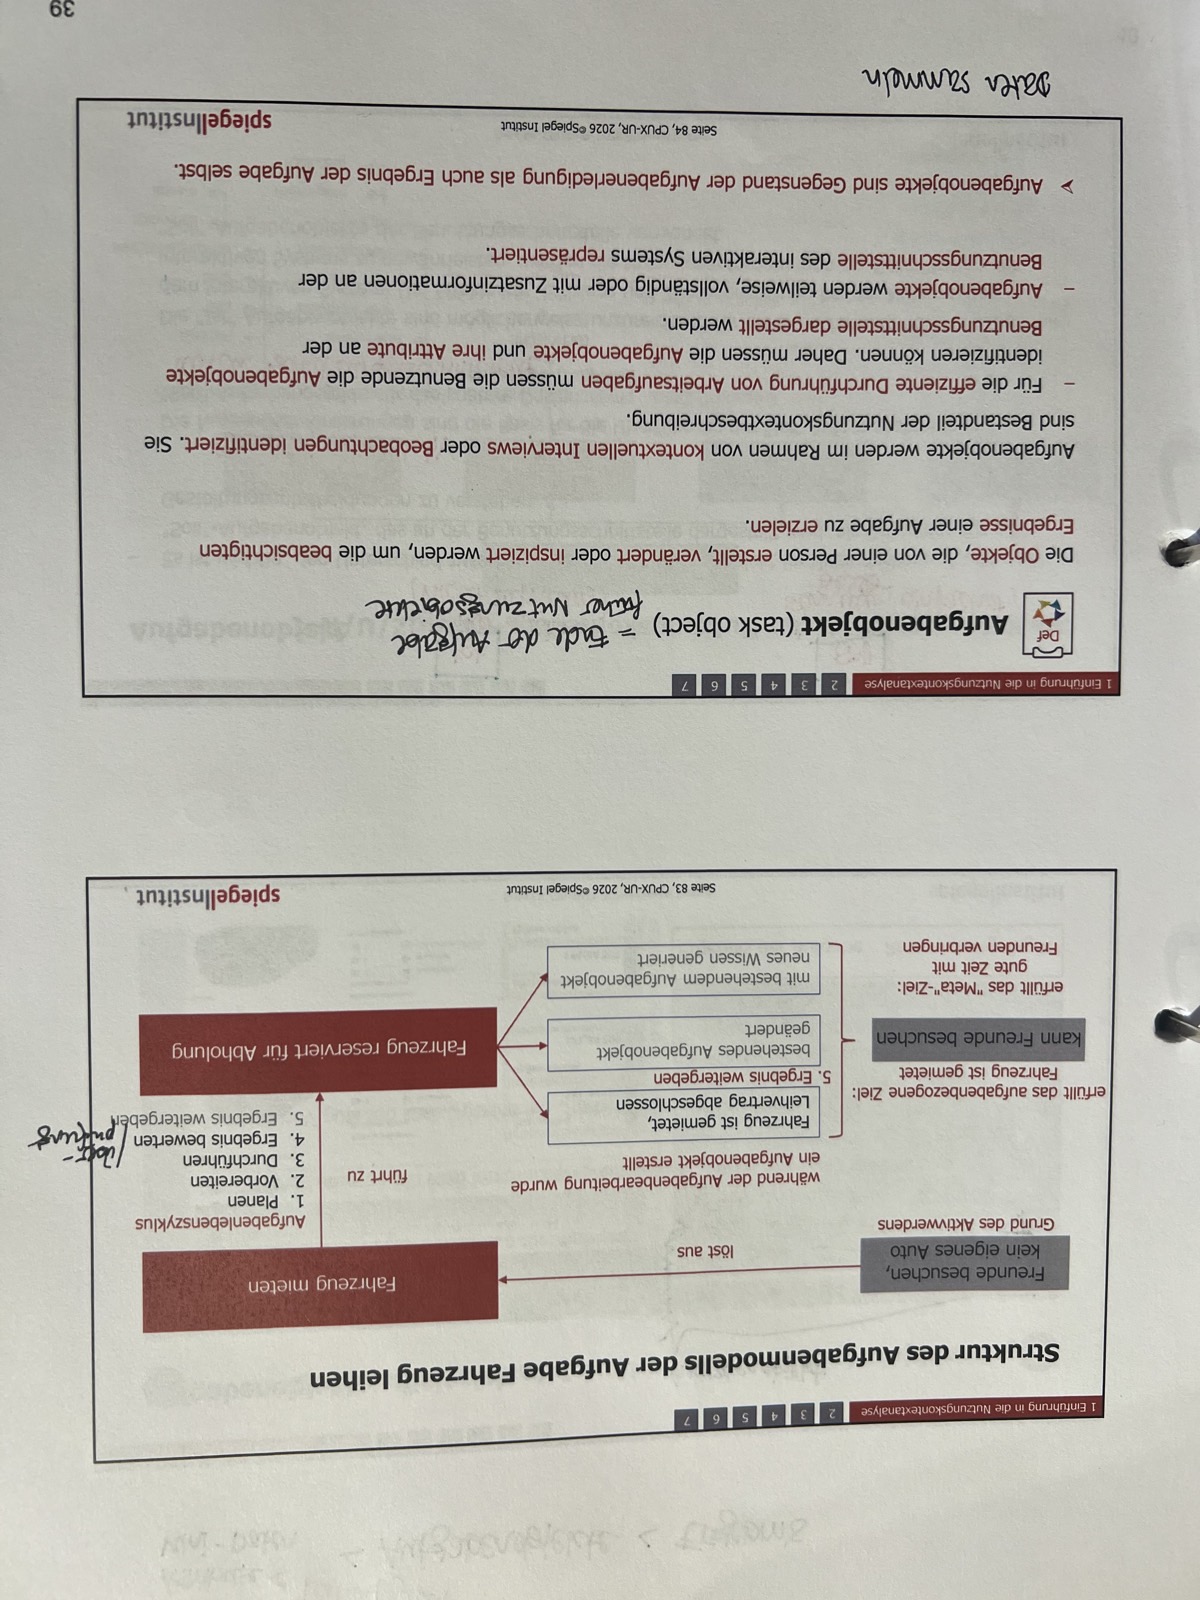 1 Einführung in die Nutzungskontextanalyse 2 3 4 5 6 7
Struktur des Aufgabenmodells der Aufgabe Fahrzeug leihen
Freunde besuchen,
kein eigenes Auto
Grund des Aktivwerdens
löst aus
Fahrzeug mieten
führt zu
Aufgabenlebenszyklus
1. Planen
2. Vorbereiten
3. Durchführen
4. Ergebnis bewerten
5. Ergebnis weitergeben
/über-
prüfung
während der Aufgabenbearbeitung wurde
ein Aufgabenobjekt erstellt
Fahrzeug ist gemietet,
Leihvertrag abgeschlossen
5. Ergebnis weitergeben
bestehendes Aufgabenobjekt
geändert
mit bestehendem Aufgabenobjekt
neues Wissen generiert
Fahrzeug reserviert für Abholung
erfüllt das aufgabenbezogene Ziel:
Fahrzeug ist gemietet
kann Freunde besuchen
erfüllt das "Meta"-Ziel:
gute Zeit mit
Freunden verbringen
Seite 83, CPUX-UR, 2026 ©Spiegel Institut
spiegelInstitut
1 Einführung in die Nutzungskontextanalyse 2 3 4 5 6 7
Def
Aufgabenobjekt (task object) = Ende der Aufgabe
früher Nutzungsobjekte
Die Objekte, die von einer Person erstellt, verändert oder inspiziert werden, um die beabsichtigten
Ergebnisse einer Aufgabe zu erzielen.
Aufgabenobjekte werden im Rahmen von kontextuellen Interviews oder Beobachtungen identifiziert. Sie
sind Bestandteil der Nutzungskontextbeschreibung.
– Für die effiziente Durchführung von Arbeitsaufgaben müssen die Benutzende die Aufgabenobjekte
identifizieren können. Daher müssen die Aufgabenobjekte und ihre Attribute an der
Benutzungsschnittstelle dargestellt werden.
– Aufgabenobjekte werden teilweise, vollständig oder mit Zusatzinformationen an der
Benutzungsschnittstelle des interaktiven Systems repräsentiert.
➢ Aufgabenobjekte sind Gegenstand der Aufgabenerledigung als auch Ergebnis der Aufgabe selbst.
Seite 84, CPUX-UR, 2026 ©Spiegel Institut
spiegelInstitut
Daten sammeln
39